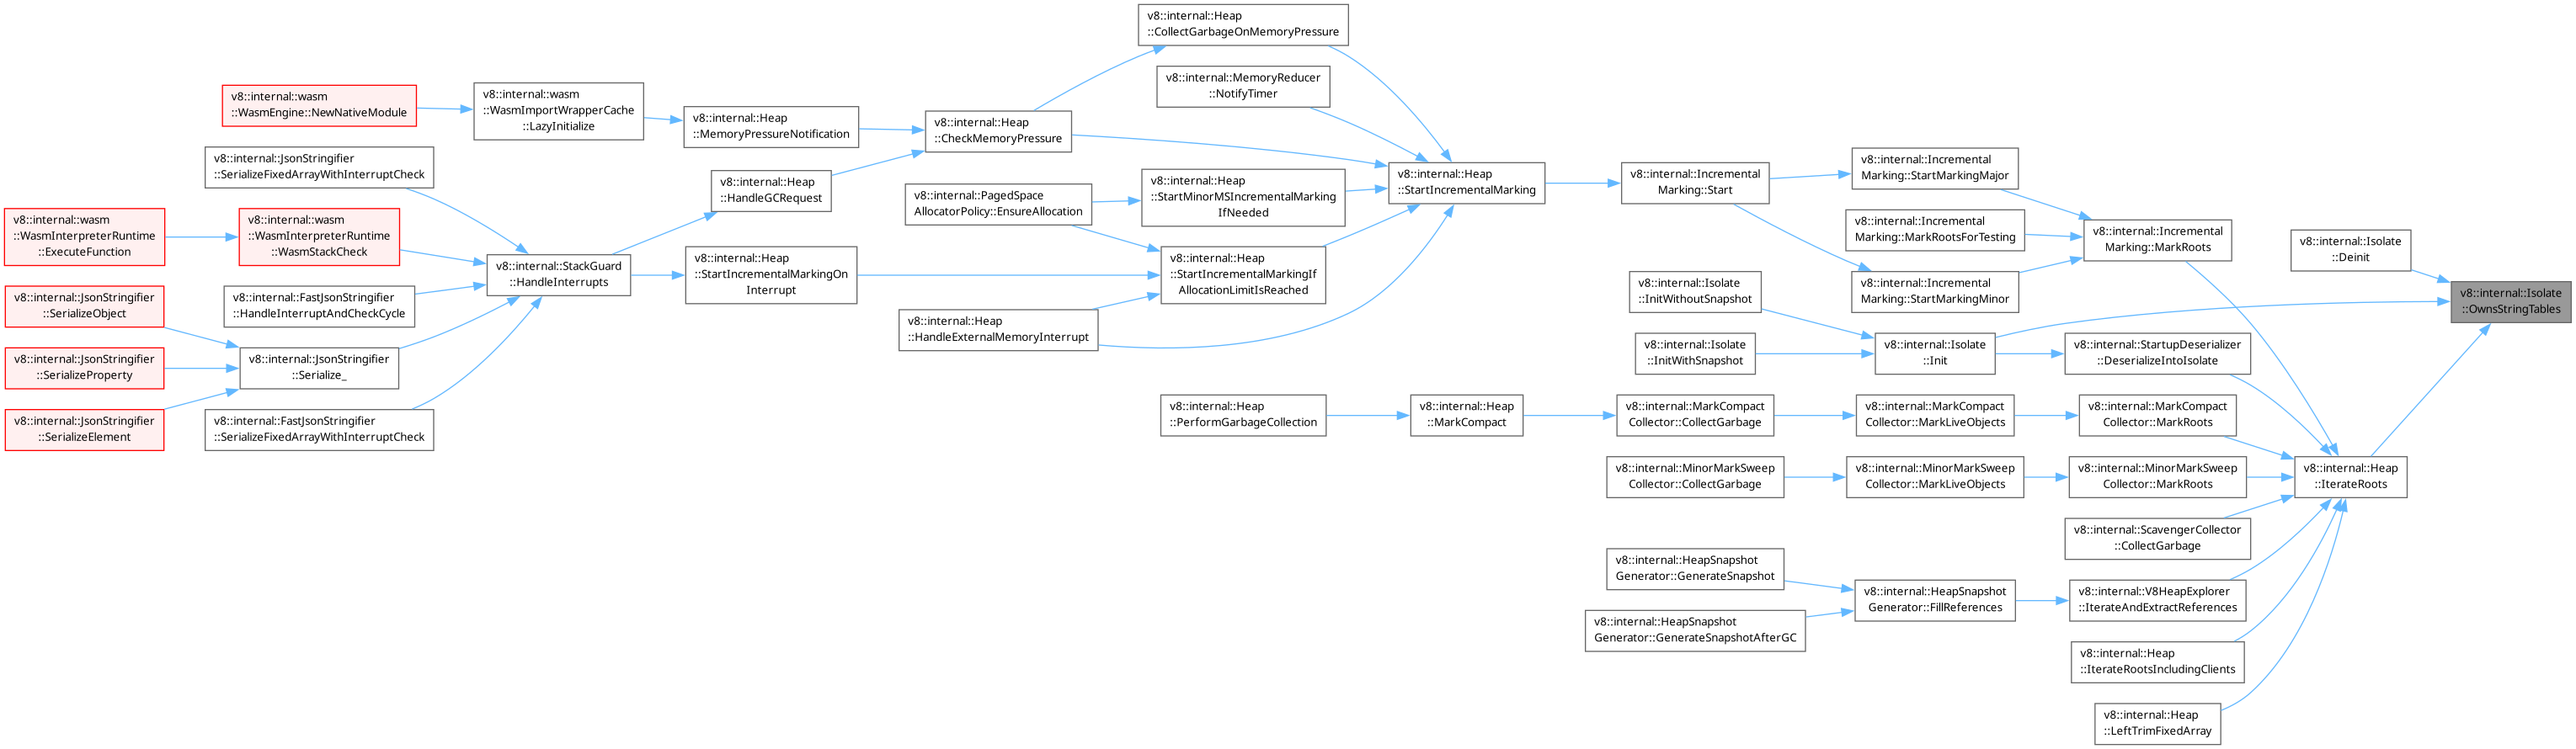 v8::internal::Heap
::CollectGarbageOnMemoryPressure
v8::internal::MemoryReducer
::NotifyTimer
v8::internal::wasm
::WasmEngine::NewNativeModule
v8::internal::wasm
::WasmImportWrapperCache
::LazyInitialize
v8::internal::Heap
::MemoryPressureNotification
v8::internal::Heap
::CheckMemoryPressure
v8::internal::JsonStringifier
::SerializeFixedArrayWithInterruptCheck
v8::internal::Heap
::HandleGCRequest
v8::internal::PagedSpace
AllocatorPolicy::EnsureAllocation
v8::internal::Heap
::StartMinorMSIncrementalMarking
IfNeeded
v8::internal::Heap
::StartIncrementalMarking
v8::internal::Incremental
Marking::Start
v8::internal::Incremental
Marking::StartMarkingMajor
v8::internal::Incremental
Marking::MarkRootsForTesting
v8::internal::Incremental
Marking::MarkRoots
v8::internal::Isolate
::Deinit
v8::internal::wasm
::WasmInterpreterRuntime
::ExecuteFunction
v8::internal::wasm
::WasmInterpreterRuntime
::WasmStackCheck
v8::internal::StackGuard
::HandleInterrupts
v8::internal::Heap
::StartIncrementalMarkingOn
Interrupt
v8::internal::Heap
::StartIncrementalMarkingIf
AllocationLimitIsReached
v8::internal::Isolate
::InitWithoutSnapshot
v8::internal::Incremental
Marking::StartMarkingMinor
v8::internal::Isolate
::OwnsStringTables
v8::internal::JsonStringifier
::SerializeObject
v8::internal::FastJsonStringifier
::HandleInterruptAndCheckCycle
v8::internal::Heap
::HandleExternalMemoryInterrupt
v8::internal::Isolate
::InitWithSnapshot
v8::internal::Isolate
::Init
v8::internal::StartupDeserializer
::DeserializeIntoIsolate
v8::internal::JsonStringifier
::SerializeProperty
v8::internal::JsonStringifier
::Serialize_
v8::internal::JsonStringifier
::SerializeElement
v8::internal::FastJsonStringifier
::SerializeFixedArrayWithInterruptCheck
v8::internal::Heap
::PerformGarbageCollection
v8::internal::Heap
::MarkCompact
v8::internal::MarkCompact
Collector::CollectGarbage
v8::internal::MarkCompact
Collector::MarkLiveObjects
v8::internal::MarkCompact
Collector::MarkRoots
v8::internal::MinorMarkSweep
Collector::CollectGarbage
v8::internal::MinorMarkSweep
Collector::MarkLiveObjects
v8::internal::MinorMarkSweep
Collector::MarkRoots
v8::internal::Heap
::IterateRoots
v8::internal::ScavengerCollector
::CollectGarbage
v8::internal::HeapSnapshot
Generator::GenerateSnapshot
v8::internal::HeapSnapshot
Generator::GenerateSnapshotAfterGC
v8::internal::HeapSnapshot
Generator::FillReferences
v8::internal::V8HeapExplorer
::IterateAndExtractReferences
v8::internal::Heap
::IterateRootsIncludingClients
v8::internal::Heap
::LeftTrimFixedArray